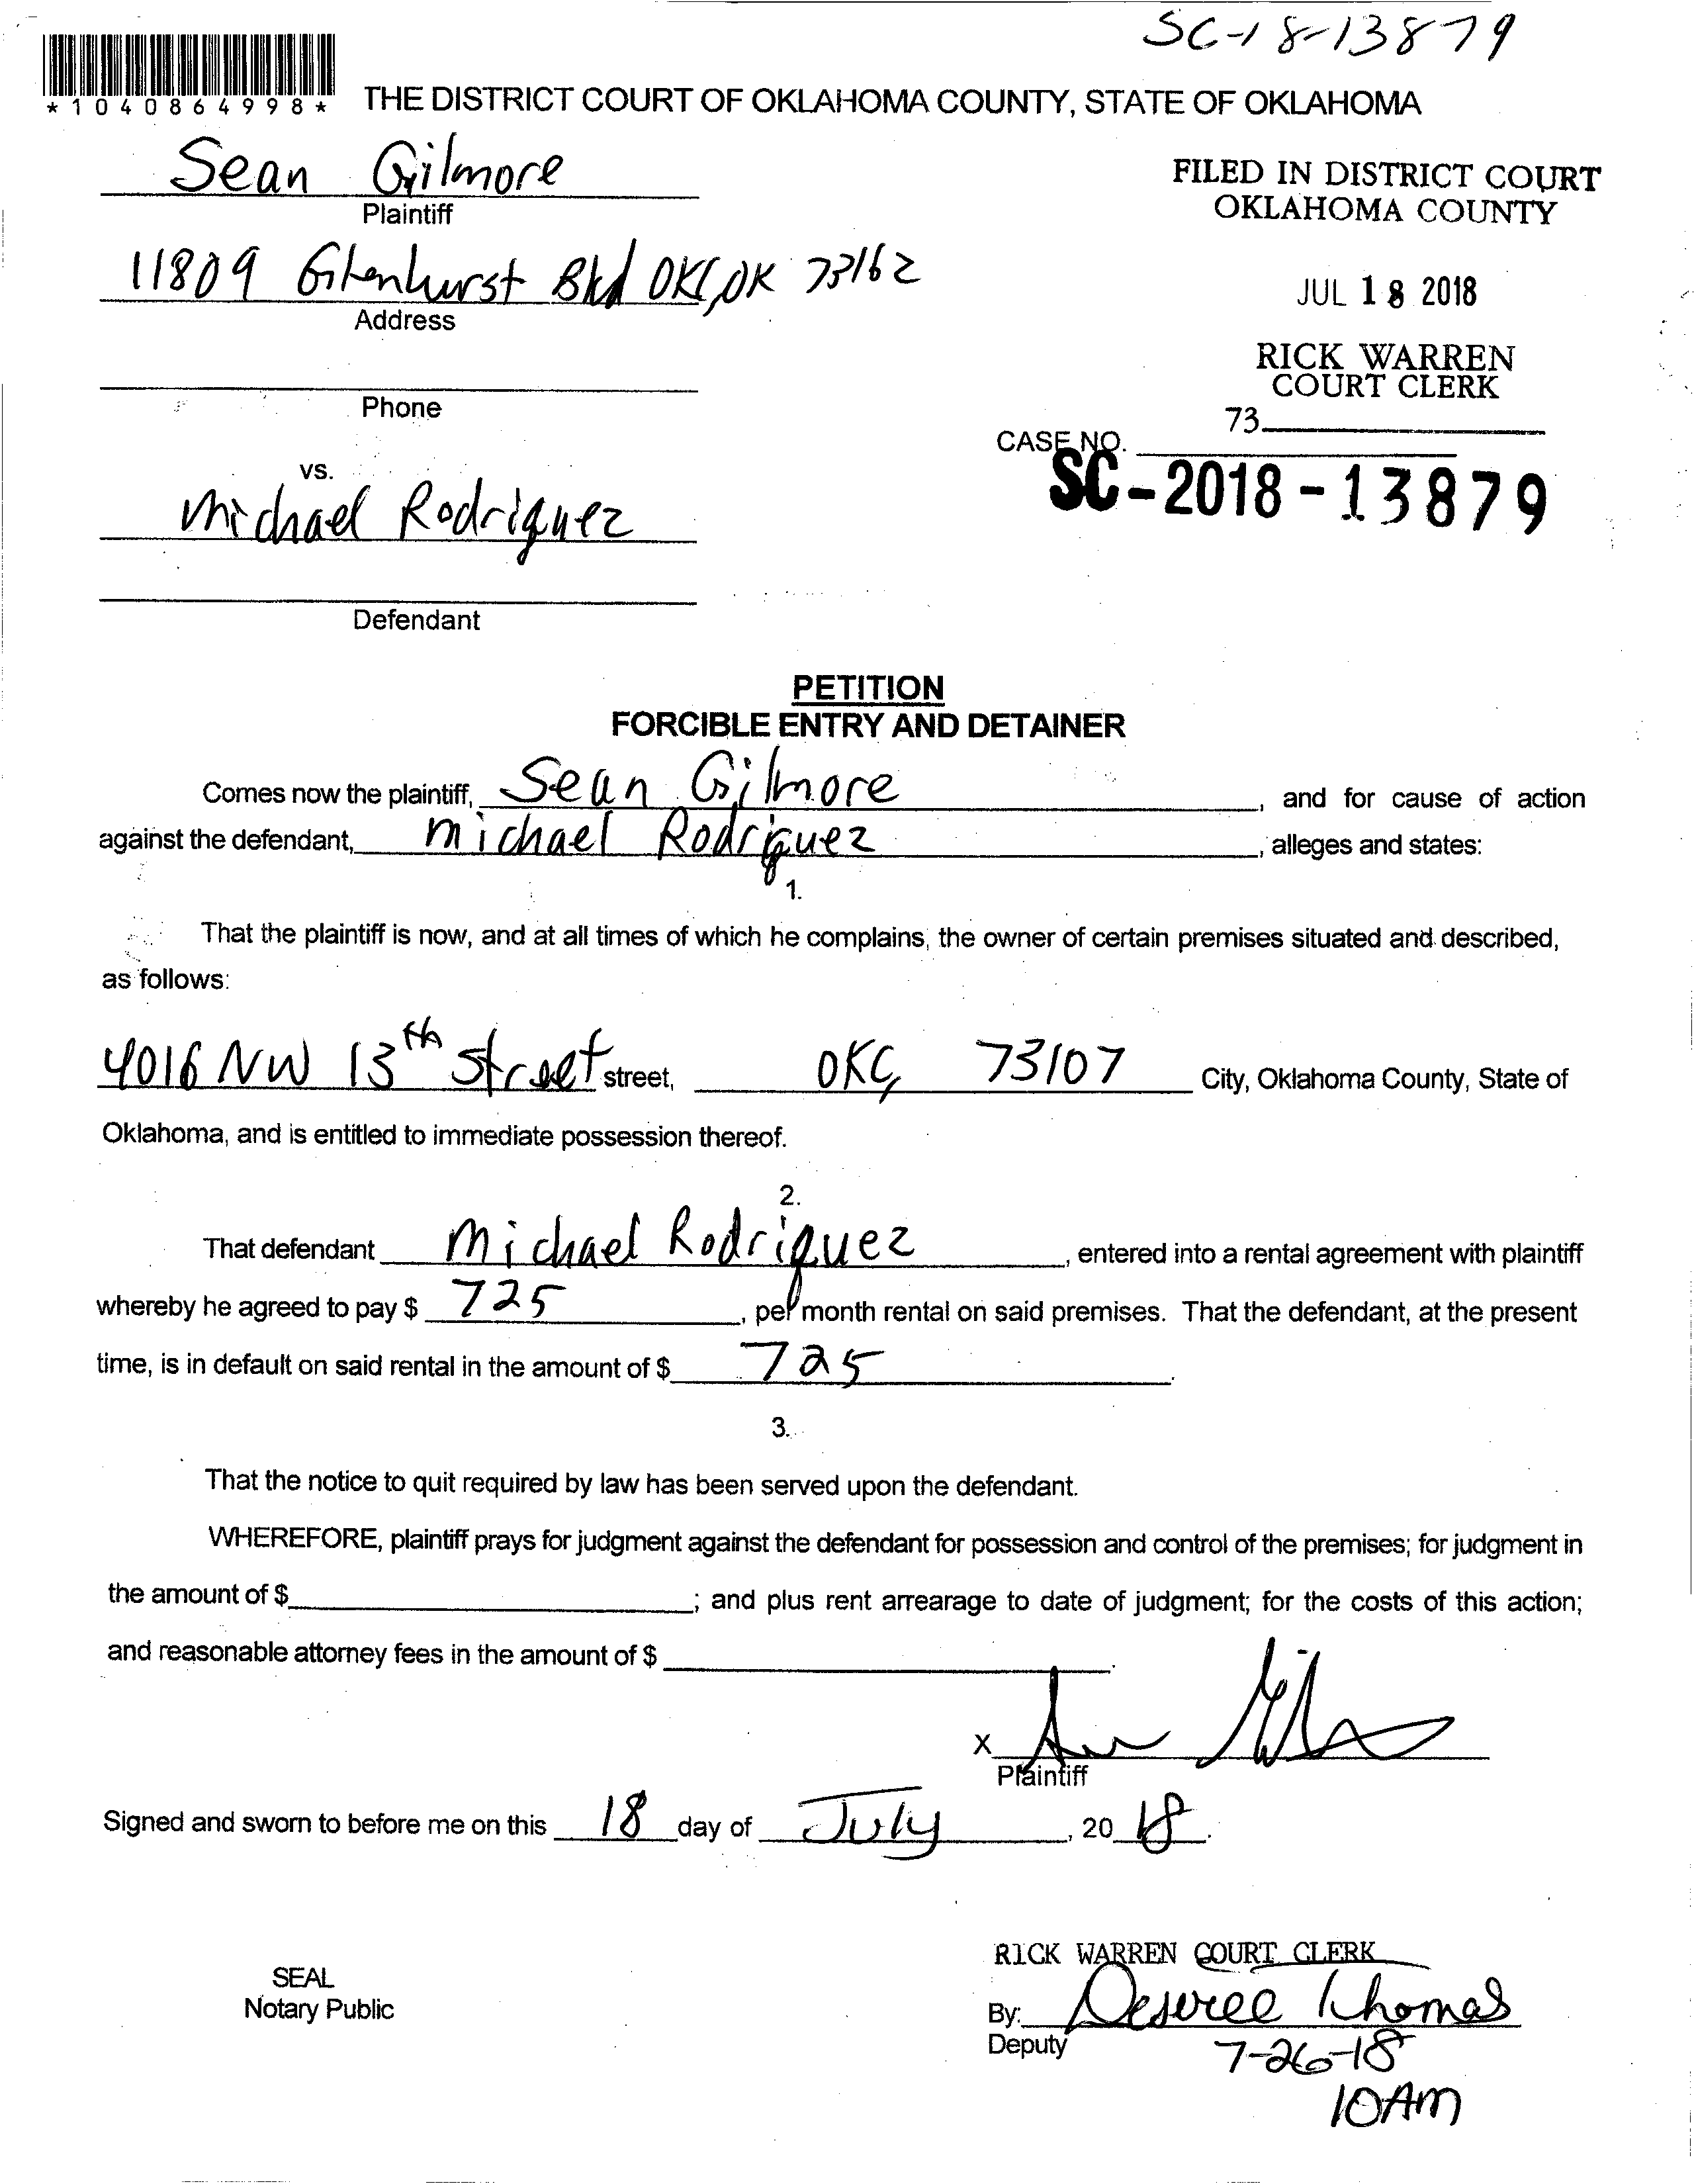 SC-18-13879
*1040864998*
THE DISTRICT COURT OF OKLAHOMA COUNTY, STATE OF OKLAHOMA
Sean Gilmore
Plaintiff
FILED IN DISTRICT COURT
OKLAHOMA COUNTY
11809 Blvd OKC, OK 73162
Address
JUL 18 2018
RICK WARREN
COURT CLERK
Phone
73
CASE NO.
SC-2018-13879
vs.
Michael Rodriguez
Defendant
PETITION
FORCIBLE ENTRY AND DETAINER
Comes now the plaintiff, Sean Gilmore, and for cause of action
against the defendant, Michael Rodriguez, alleges and states:
1.
That the plaintiff is now, and at all times of which he complains, the owner of certain premises situated and described,
as follows:
4016 NW 13th Street street, OKC, 73107 City, Oklahoma County, State of
Oklahoma, and is entitled to immediate possession thereof.
2.
That defendant Michael Rodriguez, entered into a rental agreement with plaintiff
whereby he agreed to pay $ 725, per month rental on said premises. That the defendant, at the present
time, is in default on said rental in the amount of $ 725.
3.
That the notice to quit required by law has been served upon the defendant.
WHEREFORE, plaintiff prays for judgment against the defendant for possession and control of the premises; for judgment in
the amount of $ ; and plus rent arrearage to date of judgment; for the costs of this action;
and reasonable attorney fees in the amount of $ .
X
Plaintiff
Signed and sworn to before me on this 18 day of July, 20 18.
RICK WARREN COURT CLERK
SEAL
Notary Public
By: Desiree Thomas
Deputy
7-26-18
10AM